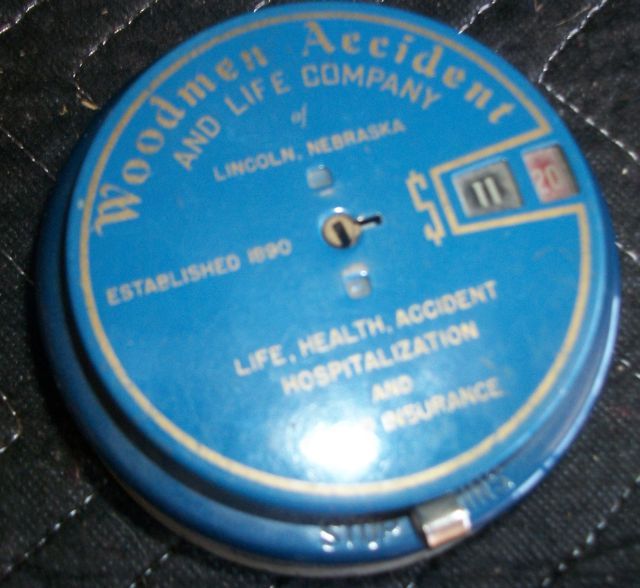 Woodmen Accident
AND LIFE COMPANY
of
LINCOLN, NEBRASKA
$ 11 20
ESTABLISHED 1890
LIFE, HEALTH, ACCIDENT
HOSPITALIZATION
AND
INSURANCE